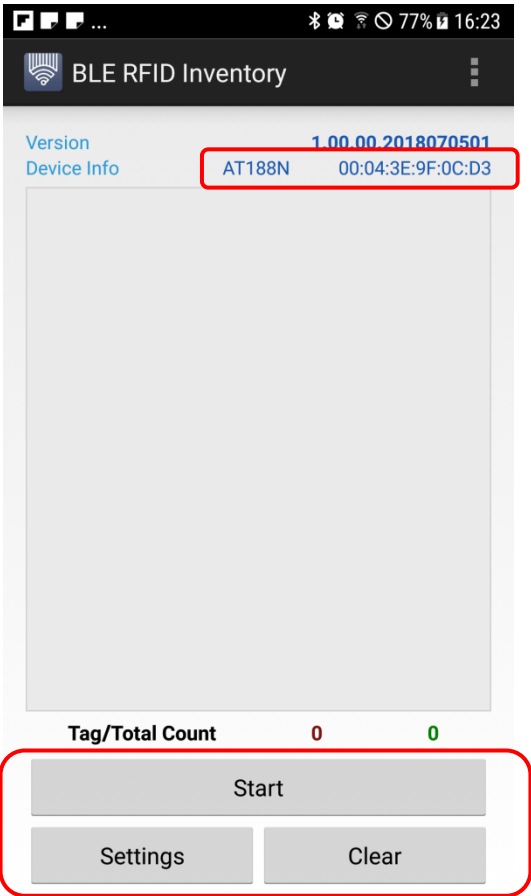 ... 77% 16:23
BLE RFID Inventory
Version 1.00.00.2018070501
Device Info AT188N 00:04:3E:9F:0C:D3
Tag/Total Count 0 0
Start
Settings Clear